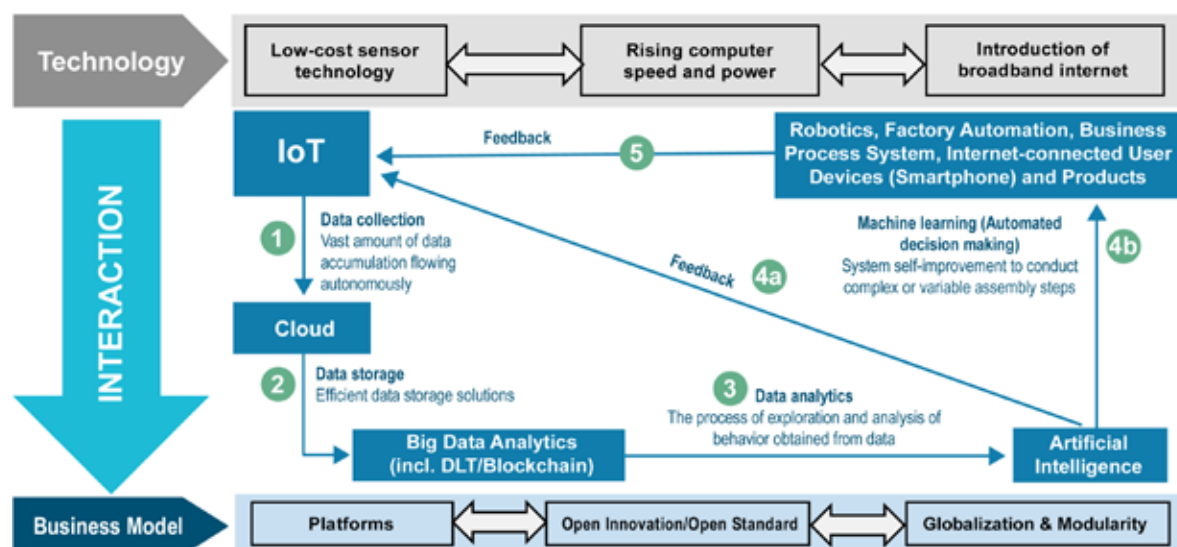 Technology
Low-cost sensor
technology
Rising computer
speed and power
Introduction of
broadband internet
INTERACTION
IoT
Feedback
5
Robotics, Factory Automation, Business
Process System, Internet-connected User
Devices (Smartphone) and Products
1
Data collection
Vast amount of data
accumulation flowing
autonomously
Feedback
4a
Machine learning (Automated
decision making)
System self-improvement to conduct
complex or variable assembly steps
4b
Cloud
2
Data storage
Efficient data storage solutions
3
Data analytics
The process of exploration and analysis of
behavior obtained from data
Big Data Analytics
(incl. DLT/Blockchain)
Artificial
Intelligence
Business Model
Platforms
Open Innovation/Open Standard
Globalization & Modularity